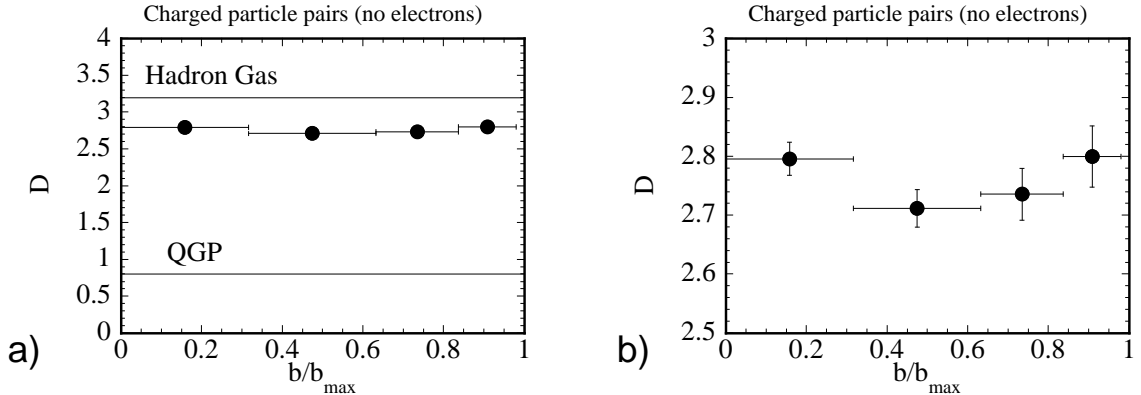 Charged particle pairs (no electrons)
4
3.5
3
2.5
2
1.5
1
0.5
0
Hadron Gas
QGP
D
0
0.2
0.4
0.6
0.8
1
b/b_max
a)
Charged particle pairs (no electrons)
3
2.9
2.8
2.7
2.6
2.5
D
0
0.2
0.4
0.6
0.8
1
b/b_max
b)